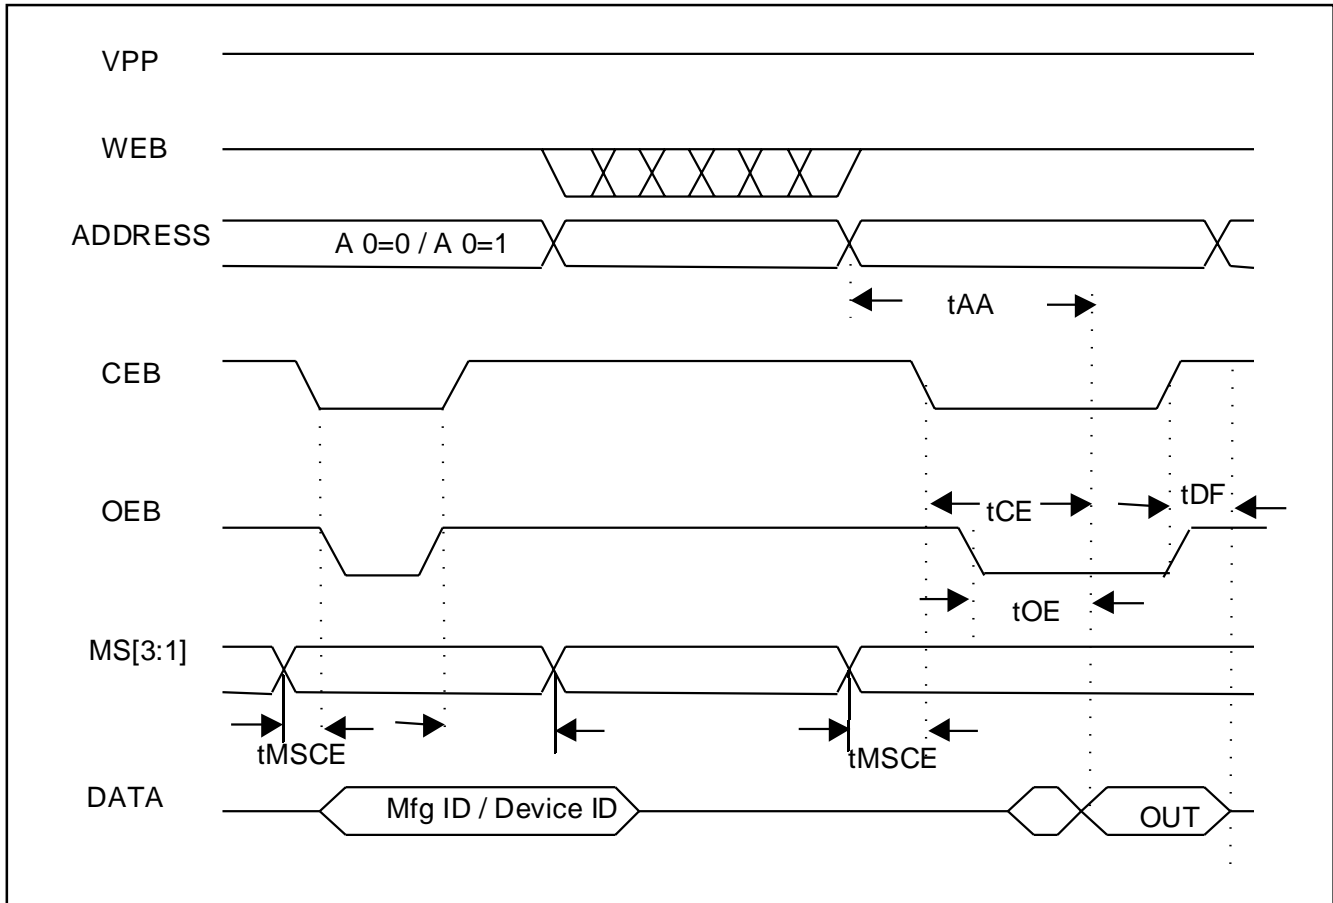 VPP
WEB
ADDRESS
A 0=0 / A 0=1
tAA
CEB
tDF
OEB
tCE
tOE
MS[3:1]
tMSCE
tMSCE
DATA
Mfg ID / Device ID
OUT